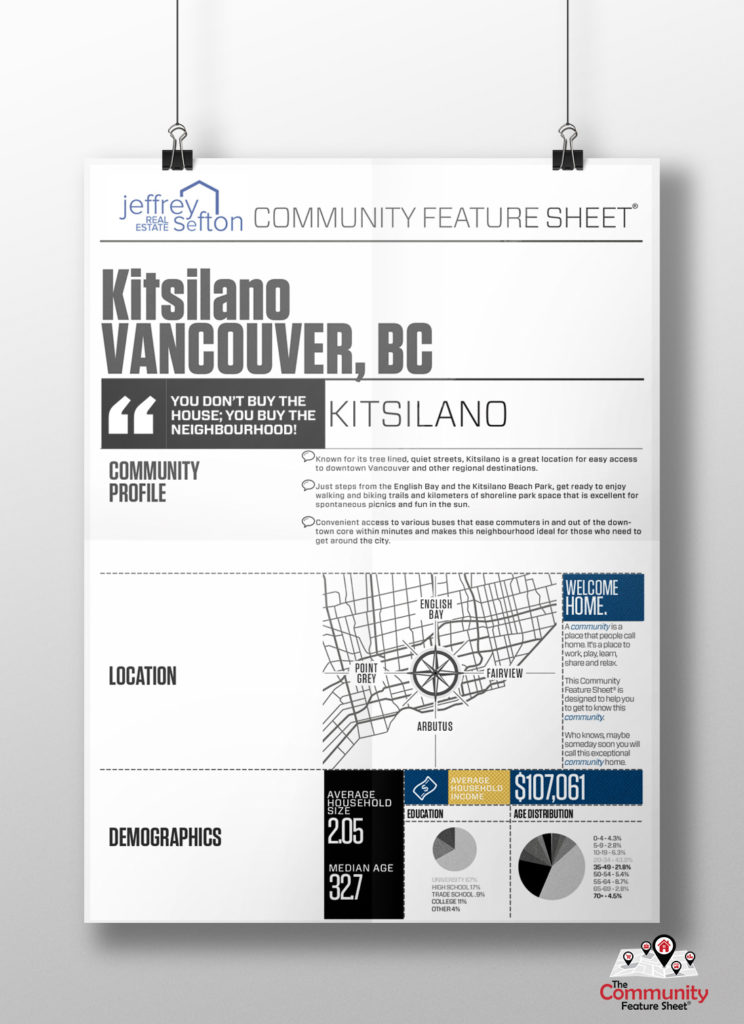 jeffrey
REAL
ESTATE
Sefton
COMMUNITY FEATURE SHEET®
Kitsilano
VANCOUVER, BC
YOU DON'T BUY THE
HOUSE; YOU BUY THE
NEIGHBOURHOOD!
KITSILANO
COMMUNITY
PROFILE
Known for its tree lined, quiet streets, Kitsilano is a great location for easy access
to downtown Vancouver and other regional destinations.
Just steps from the English Bay and the Kitsilano Beach Park, get ready to enjoy
walking and biking trails and kilometers of shoreline park space that is excellent for
spontaneous picnics and fun in the sun.
Convenient access to various buses that ease commuters in and out of the down-
town core within minutes and makes this neighbourhood ideal for those who need to
get around the city.
LOCATION
ENGLISH
BAY
POINT
GREY
FAIRVIEW
ARBUTUS
WELCOME
HOME.
A community is a
place that people call
home. It's a place to
work, play, learn,
share and relax.
This Community
Feature Sheet® is
designed to help you
to get to know this
community.
Who knows, maybe
someday soon you will
call this exceptional
community home.
DEMOGRAPHICS
AVERAGE
HOUSEHOLD
SIZE
2.05
MEDIAN AGE
32.7
$
AVERAGE
HOUSEHOLD
INCOME
$107,061
EDUCATION
UNIVERSITY 67%
HIGH SCHOOL 17%
TRADE SCHOOL .9%
COLLEGE 11%
OTHER 4%
AGE DISTRIBUTION
0-4 - 4.3%
5-9 - 2.8%
10-19 - 6.3%
35-49 - 21.8%
50-54 - 5.4%
55-64 - 8.7%
65-69 - 2.8%
70+ - 4.5%
The
Community
Feature Sheet®